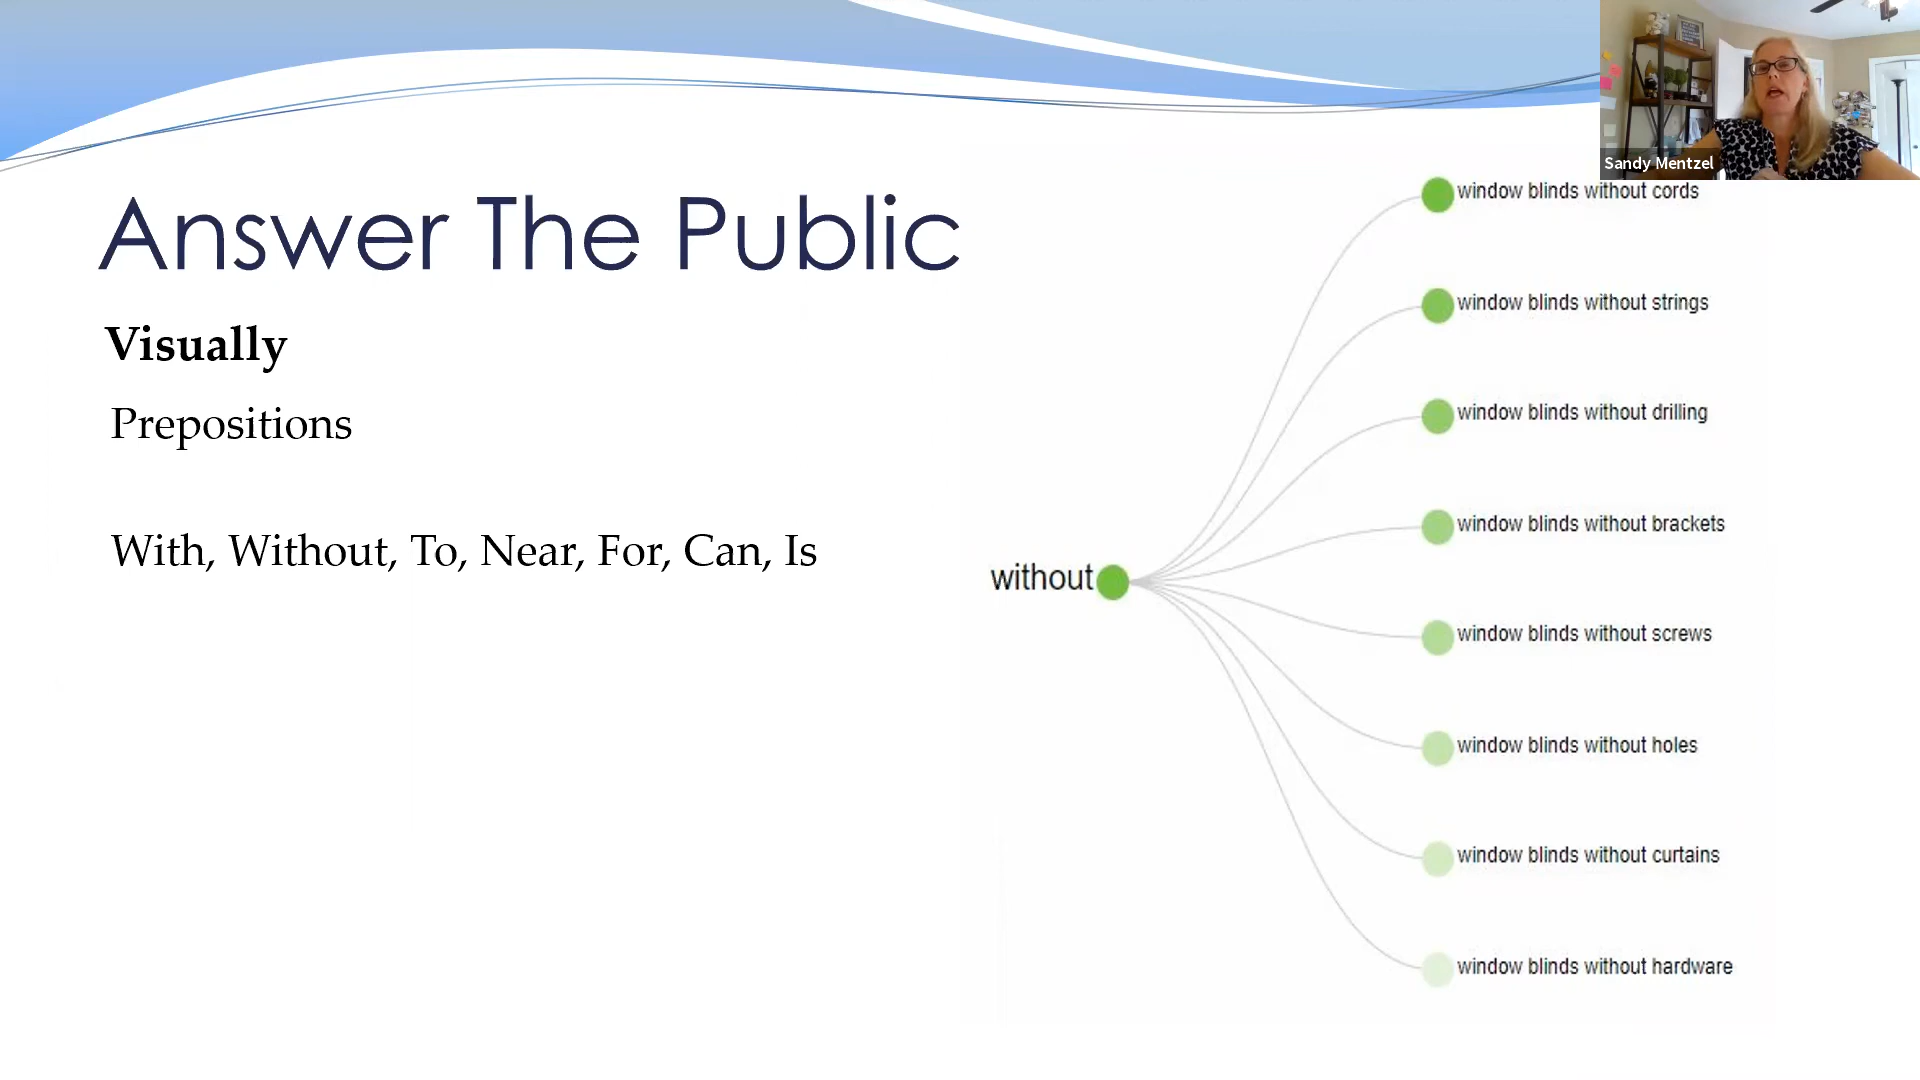 Sandy Mentzel
Answer The Public
Visually
Prepositions
With, Without, To, Near, For, Can, Is
without
window blinds without cords
window blinds without strings
window blinds without drilling
window blinds without brackets
window blinds without screws
window blinds without holes
window blinds without curtains
window blinds without hardware